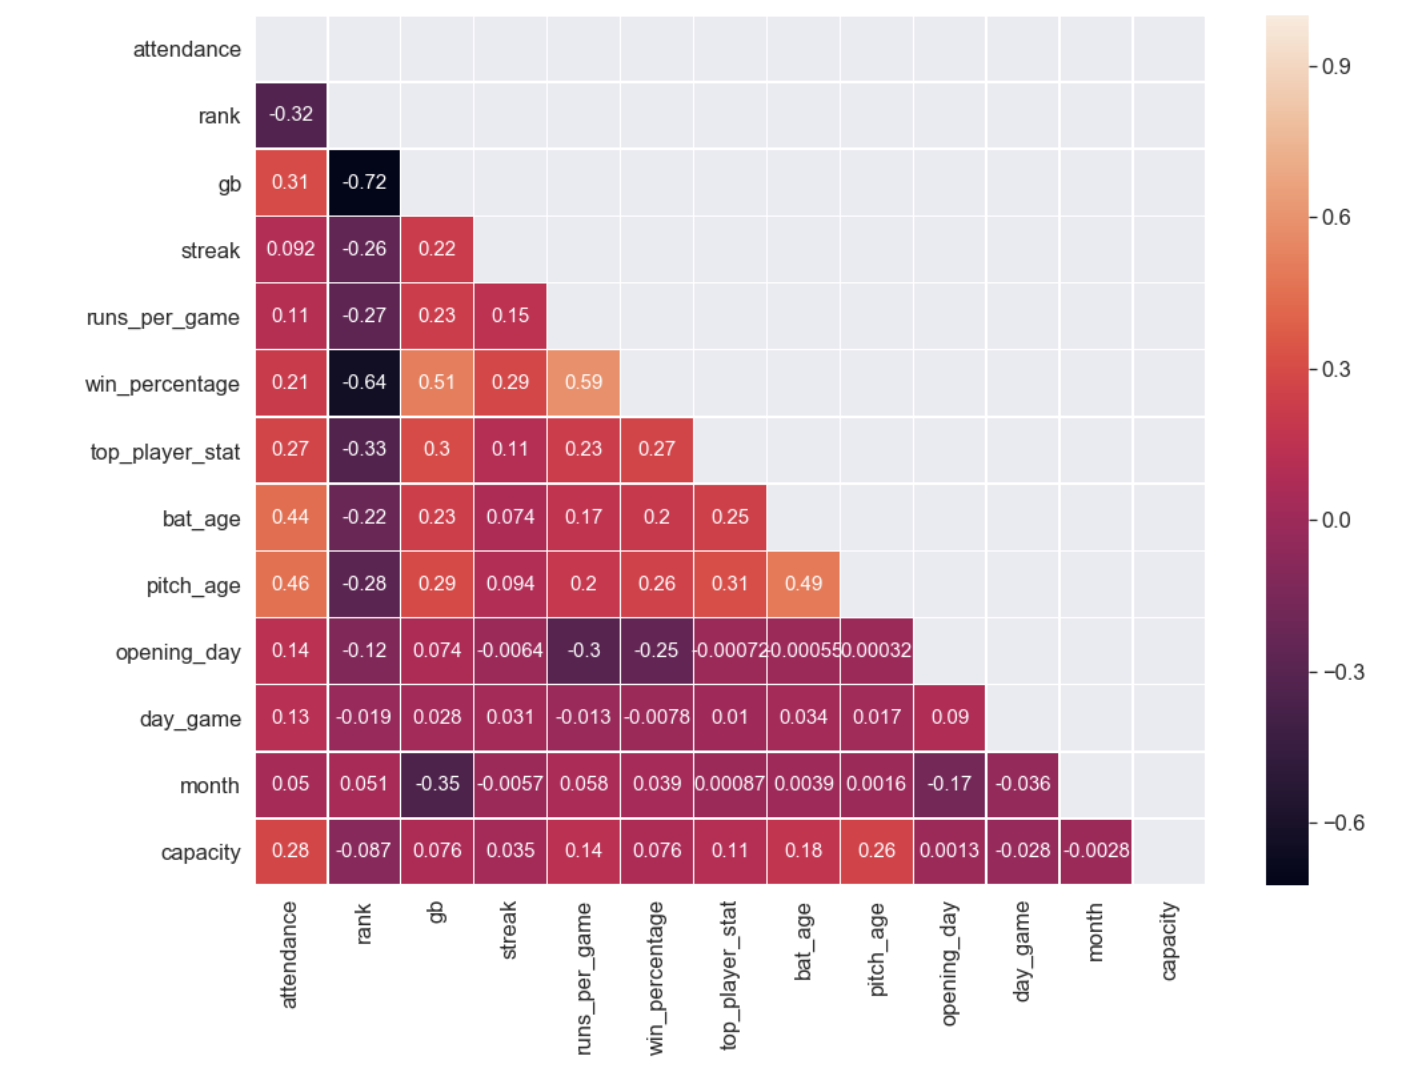 attendance
rank -0.32
gb 0.31 -0.72
streak 0.092 -0.26 0.22
runs_per_game 0.11 -0.27 0.23 0.15
win_percentage 0.21 -0.64 0.51 0.29 0.59
top_player_stat 0.27 -0.33 0.3 0.11 0.23 0.27
bat_age 0.44 -0.22 0.23 0.074 0.17 0.2 0.25
pitch_age 0.46 -0.28 0.29 0.094 0.2 0.26 0.31 0.49
opening_day 0.14 -0.12 0.074 -0.0064 -0.3 -0.25 -0.00072 -0.00055 0.00032
day_game 0.13 -0.019 0.028 0.031 -0.013 -0.0078 0.01 0.034 0.017 0.09
month 0.05 0.051 -0.35 -0.0057 0.058 0.039 0.00087 0.0039 0.0016 -0.17 -0.036
capacity 0.28 -0.087 0.076 0.035 0.14 0.076 0.11 0.18 0.26 0.0013 -0.028 -0.0028
attendance
rank
gb
streak
runs_per_game
win_percentage
top_player_stat
bat_age
pitch_age
opening_day
day_game
month
capacity
0.9
0.6
0.3
0.0
−0.3
−0.6